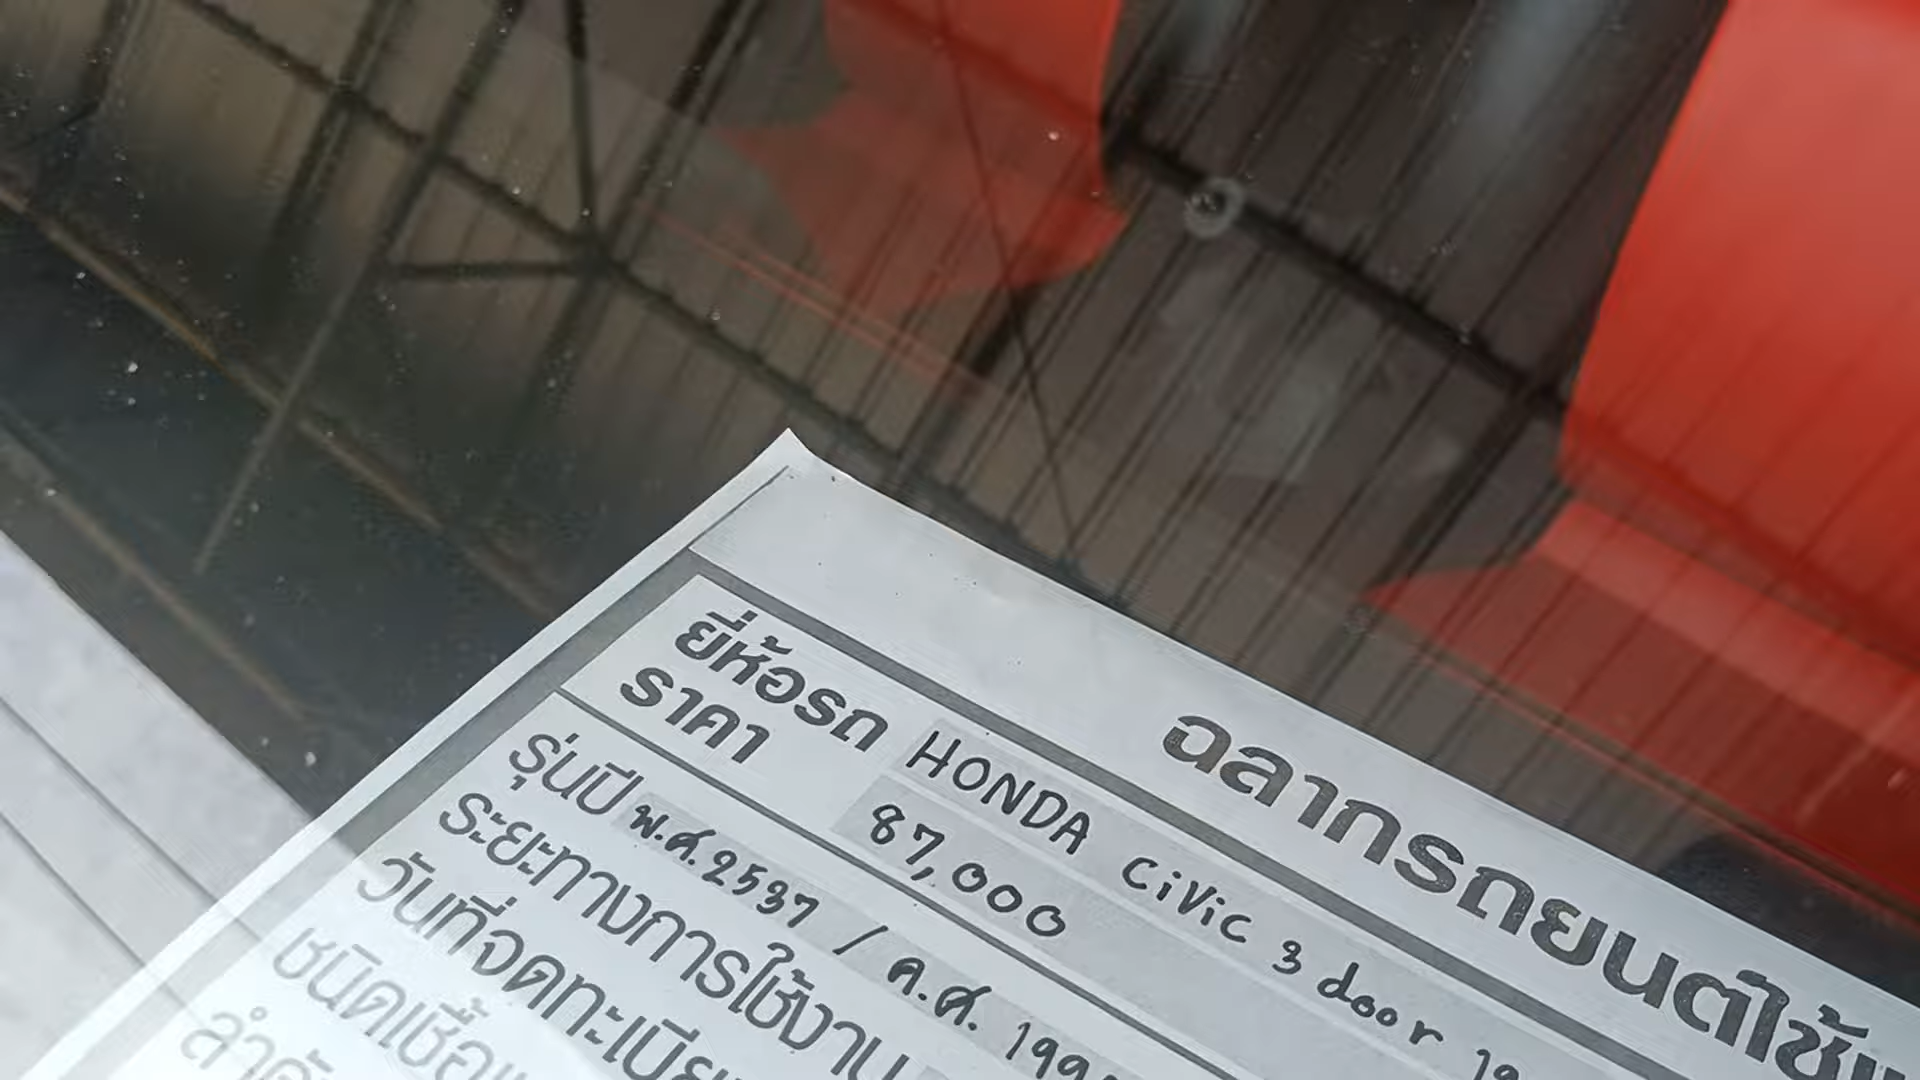 ฉลากรถยนต์ใช้
ยี่ห้อรถ HONDA CiVic 3 door
ราคา 87,000
รุ่นปี พ.ศ.2537 / ค.ศ.
ระยะทางการใช้งาน
วันที่จดทะเบียน
ชนิดเชื้อ